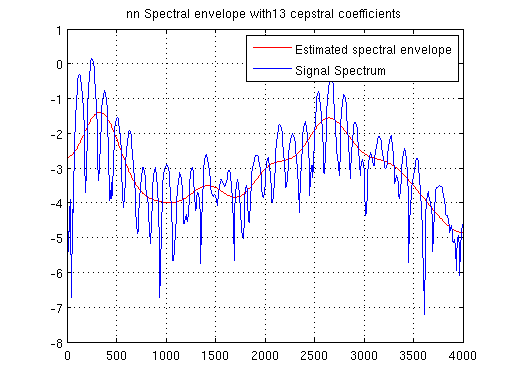 nn Spectral envelope with13 cepstral coefficients
Estimated spectral envelope
Signal Spectrum
1
0
-1
-2
-3
-4
-5
-6
-7
-8
0 500 1000 1500 2000 2500 3000 3500 4000